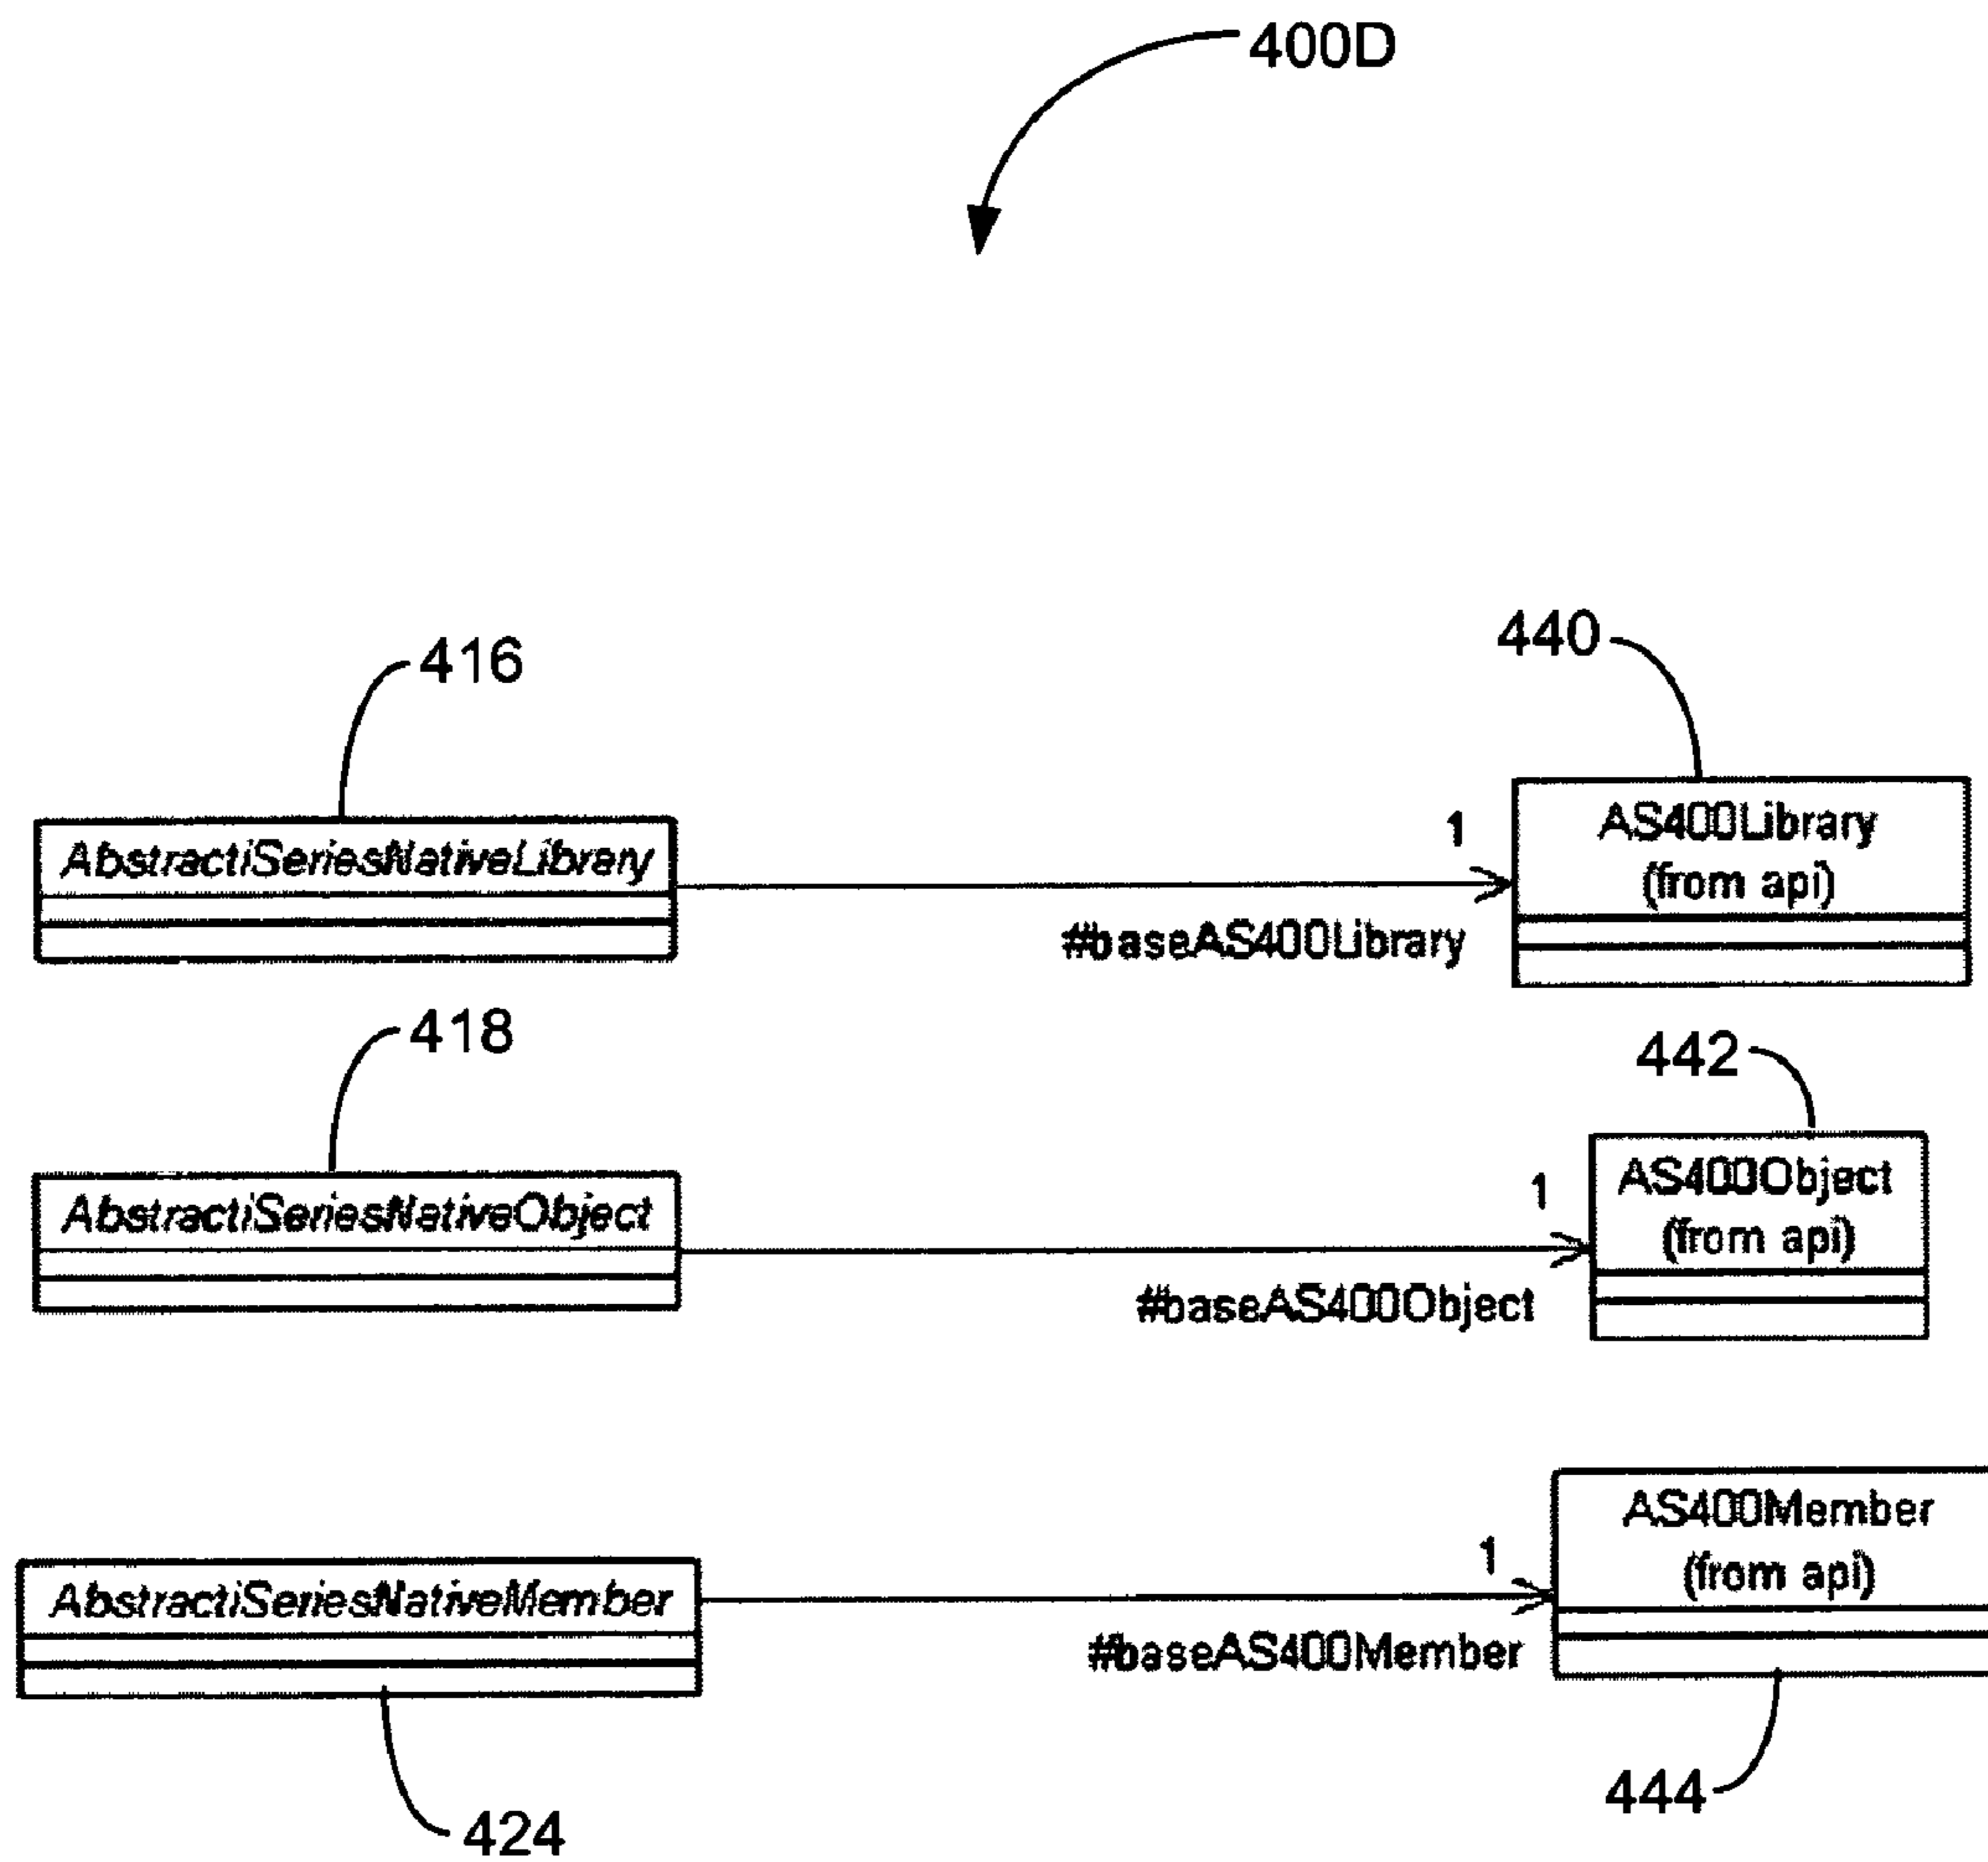 400D
416
440
AbstractiSeriesNativeLibrary
1
AS400Library
(from api)
#baseAS400Library
418
442
AbstractiSeriesNativeObject
1
AS400Object
(from api)
#baseAS400Object
AbstractiSeriesNativeMember
1
AS400Member
(from api)
#baseAS400Member
424
444